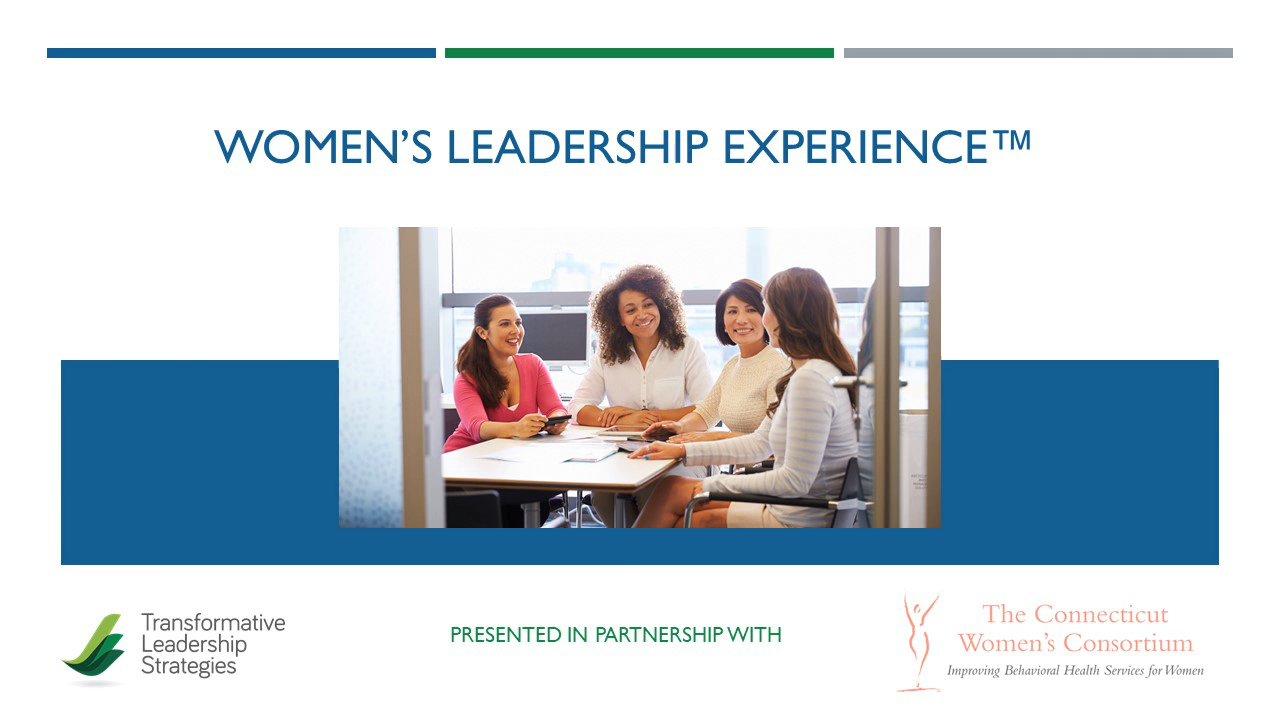 WOMEN’S LEADERSHIP EXPERIENCE™
Transformative
Leadership
Strategies
PRESENTED IN PARTNERSHIP WITH
The Connecticut
Women’s Consortium
Improving Behavioral Health Services for Women